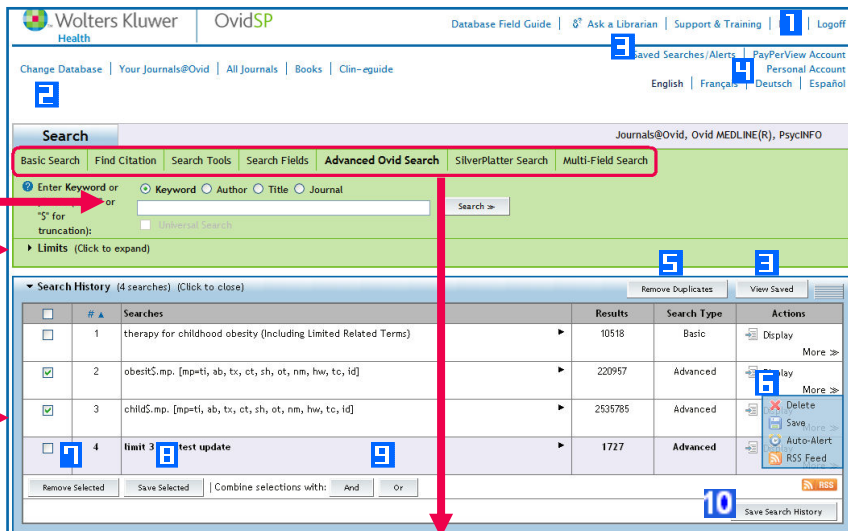 Wolters Kluwer
Health
OvidSP
Database Field Guide | Ask a Librarian | Support & Training | 1 | Logoff
3 aved Searches/Alerts | PayPerView Account
4 Personal Account
Change Database | Your Journals@Ovid | All Journals | Books | Clin-eguide
English | Français | Deutsch | Español
2
Search
Journals@Ovid, Ovid MEDLINE(R), PsycINFO
Basic Search | Find Citation | Search Tools | Search Fields | Advanced Ovid Search | SilverPlatter Search | Multi-Field Search
Enter Keyword or
or
"$" for
truncation):
Keyword Author Title Journal
Search ≫
Universal Search
Limits (Click to expand)
5 3
Search History (4 searches) (Click to close) Remove Duplicates View Saved
# ▲ Searches Results Search Type Actions
1 therapy for childhood obesity (Including Limited Related Terms) 10518 Basic Display
More ≫
2 obesit$.mp. [mp=ti, ab, tx, ct, sh, ot, nm, hw, tc, id] 220957 Advanced Display
More ≫
6
3 child$.mp. [mp=ti, ab, tx, ct, sh, ot, nm, hw, tc, id] 2535785 Advanced
Delete
Save
Auto-Alert
RSS Feed
4 limit 3 test update 1727 Advanced
7 8 9
Remove Selected Save Selected | Combine selections with: And Or
RSS
10
Save Search History